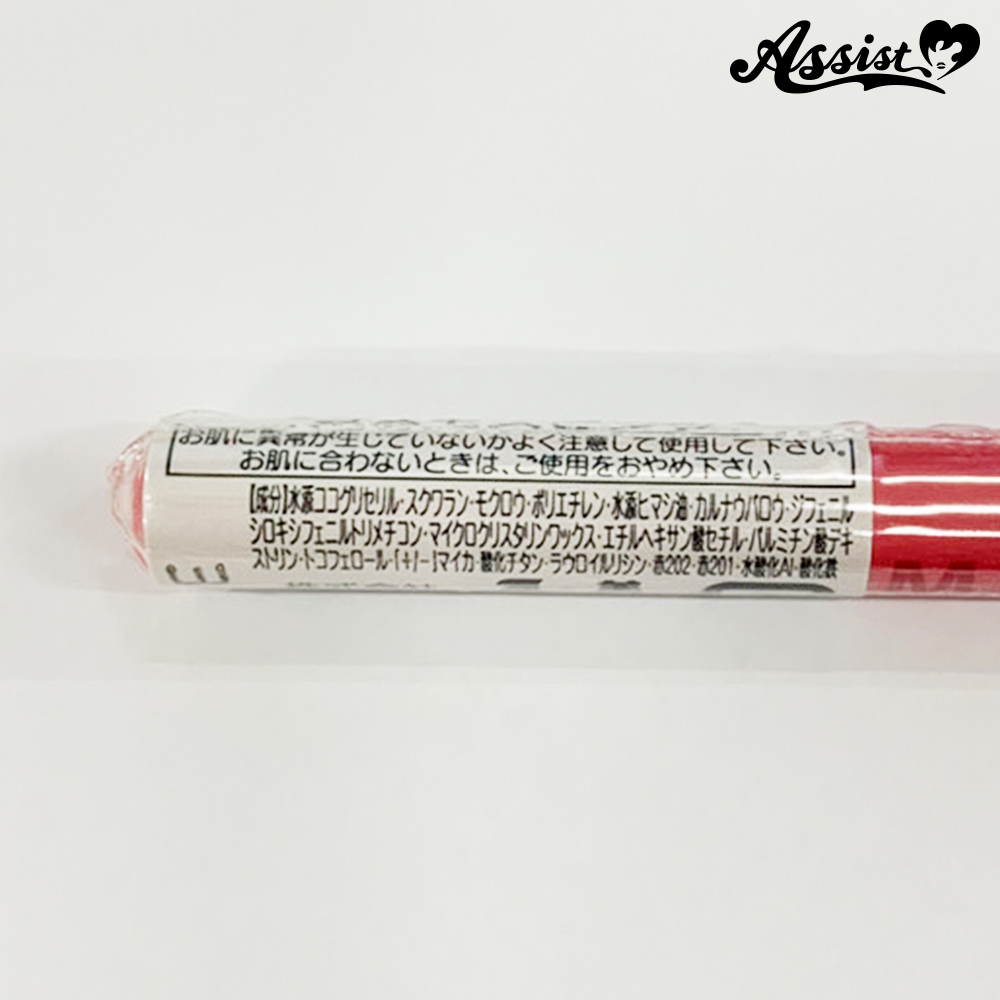 Assist
お肌に異常が生じていないかよく注意して使用して下さい。
お肌に合わないときは、ご使用をおやめ下さい。
【成分】水添ココグリセリル・スクワラン・モクロウ・ポリエチレン・水添ヒマシ油・カルナウバロウ・ジフェニル
シロキシフェニルトリメチコン・マイクロクリスタリンワックス・エチルヘキサン酸セチル・パルミチン酸デキ
ストリン・トコフェロール・[+/-]マイカ・酸化チタン・ラウロイルリシン・赤202・赤201・水酸化Al・酸化鉄
株式会社